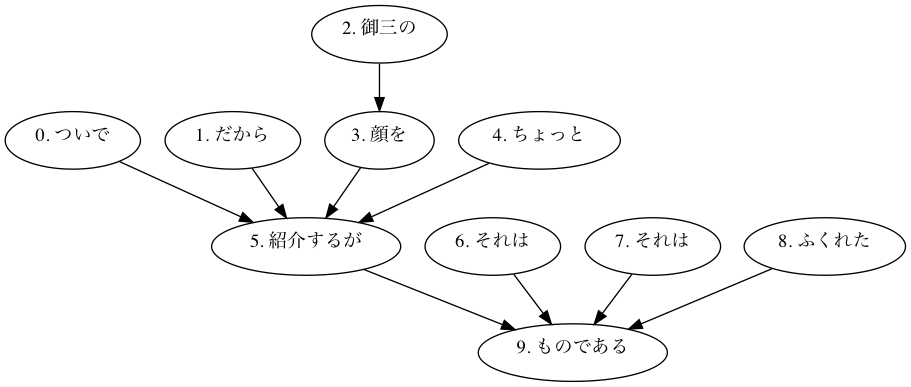 2. 御三の
0. ついで
1. だから
3. 顔を
4. ちょっと
5. 紹介するが
6. それは
7. それは
8. ふくれた
9. ものである